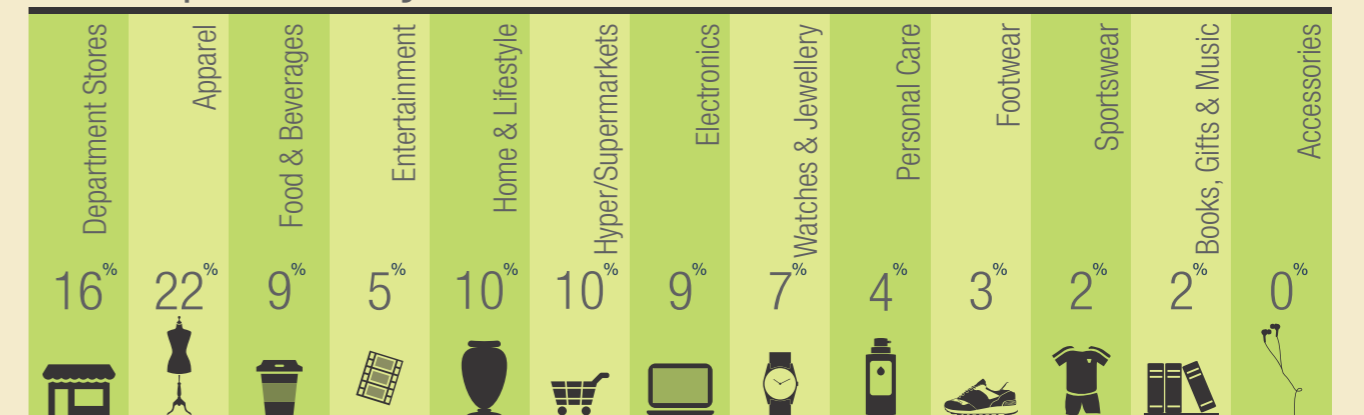 Department Stores
16%
Apparel
22%
Food & Beverages
9%
Entertainment
5%
Home & Lifestyle
10%
Hyper/Supermarkets
10%
Electronics
9%
Watches & Jewellery
7%
Personal Care
4%
Footwear
3%
Sportswear
2%
Books, Gifts & Music
2%
Accessories
0%